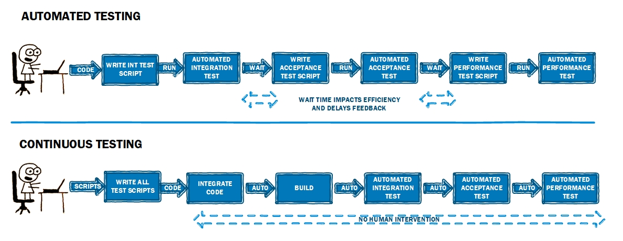 AUTOMATED TESTING
CODE
WRITE INT TEST
SCRIPT
RUN
AUTOMATED
INTEGRATION
TEST
WAIT
WRITE
ACCEPTANCE
TEST SCRIPT
RUN
AUTOMATED
ACCEPTANCE
TEST
WAIT
WRITE
PERFORMANCE
TEST SCRIPT
RUN
AUTOMATED
PERFORMANCE
TEST
WAIT TIME IMPACTS EFFICIENCY
AND DELAYS FEEDBACK
CONTINUOUS TESTING
SCRIPTS
WRITE ALL
TEST SCRIPTS
CODE
INTEGRATE
CODE
AUTO
BUILD
AUTO
AUTOMATED
INTEGRATION
TEST
AUTO
AUTOMATED
ACCEPTANCE
TEST
AUTO
AUTOMATED
PERFORMANCE
TEST
NO HUMAN INTERVENTION